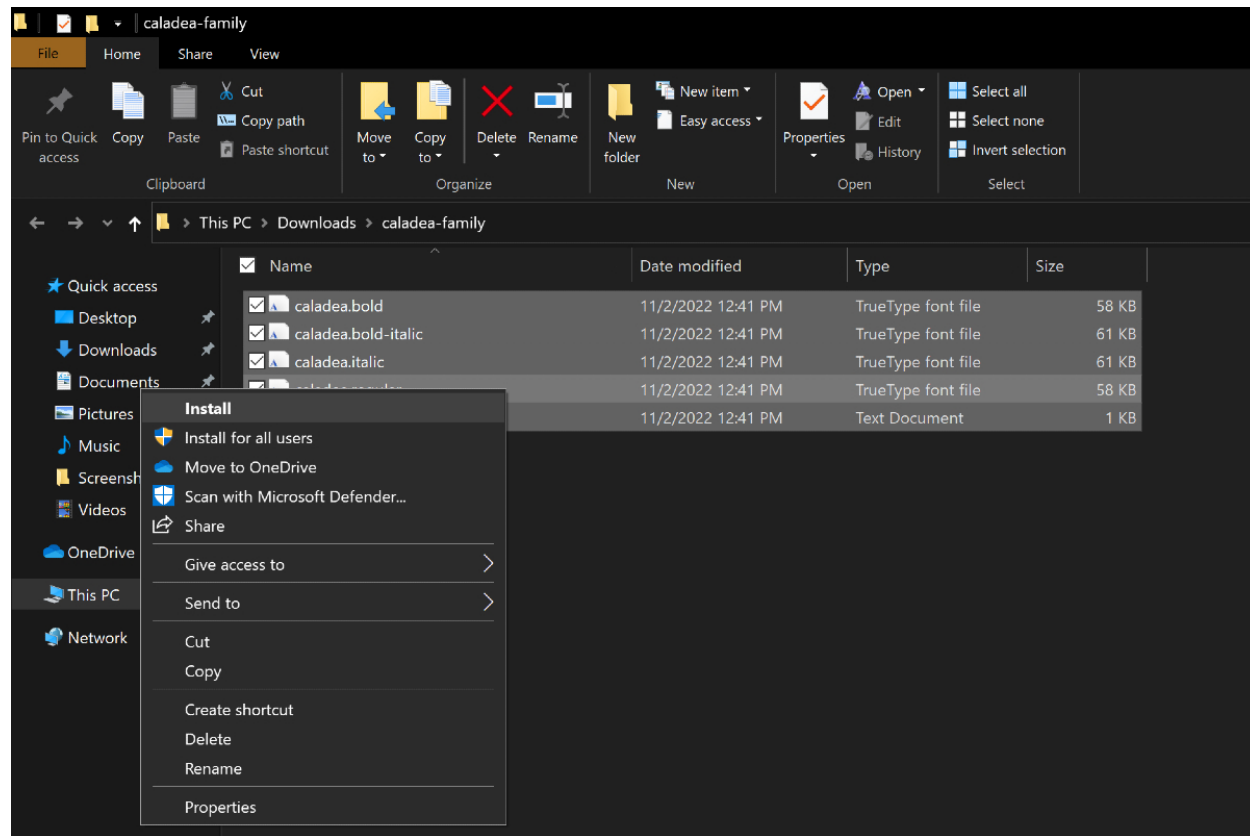 caladea-family
File Home Share View
Pin to Quick access
Copy
Paste
Cut
Copy path
Paste shortcut
Clipboard
Move to
Copy to
Delete
Rename
Organize
New folder
New item
Easy access
New
Properties
Open
Edit
History
Open
Select all
Select none
Invert selection
Select
This PC > Downloads > caladea-family
Name Date modified Type Size
Quick access
Desktop
Downloads
Documents
Pictures
Music
Screensh
Videos
OneDrive
This PC
Network
caladea.bold 11/2/2022 12:41 PM TrueType font file 58 KB
caladea.bold-italic 11/2/2022 12:41 PM TrueType font file 61 KB
caladea.italic 11/2/2022 12:41 PM TrueType font file 61 KB
caladea.regular 11/2/2022 12:41 PM TrueType font file 58 KB
11/2/2022 12:41 PM Text Document 1 KB
Install
Install for all users
Move to OneDrive
Scan with Microsoft Defender...
Share
Give access to
Send to
Cut
Copy
Create shortcut
Delete
Rename
Properties